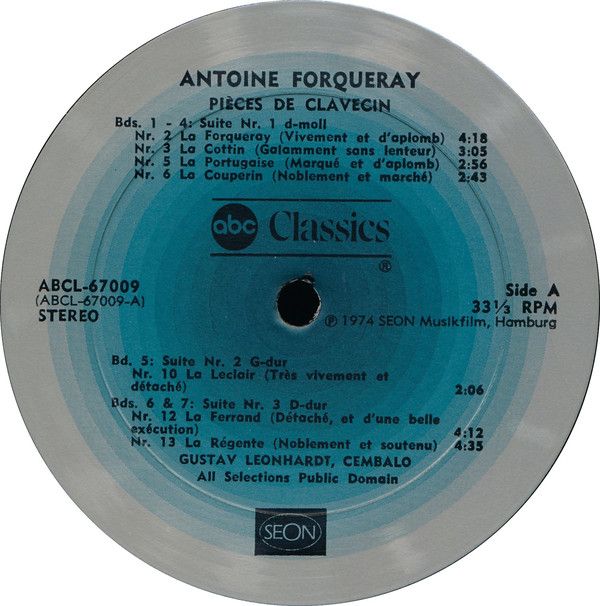 ANTOINE FORQUERAY
PIÈCES DE CLAVECIN
Bds. 1 - 4: Suite Nr. 1 d-moll
Nr. 2 La Forqueray (Vivement et d'aplomb) 4:18
Nr. 3 La Cottin (Galamment sans lenteur) 3:05
Nr. 5 La Portugaise (Marqué et d'aplomb) 2:56
Nr. 6 La Couperin (Noblement et marché) 2:43
abc Classics
®
ABCL-67009
(ABCL-67009-A)
STEREO
Side A
33⅓ RPM
℗ 1974 SEON Musikfilm, Hamburg
Bd. 5: Suite Nr. 2 G-dur
Nr. 10 La Leclair (Très vivement et
détaché) 2:06
Bds. 6 & 7: Suite Nr. 3 D-dur
Nr. 12 La Ferrand (Détaché, et d'une belle
exécution) 4:12
Nr. 13 La Régente (Noblement et soutenu) 4:35
GUSTAV LEONHARDT, CEMBALO
All Selections Public Domain
SEON